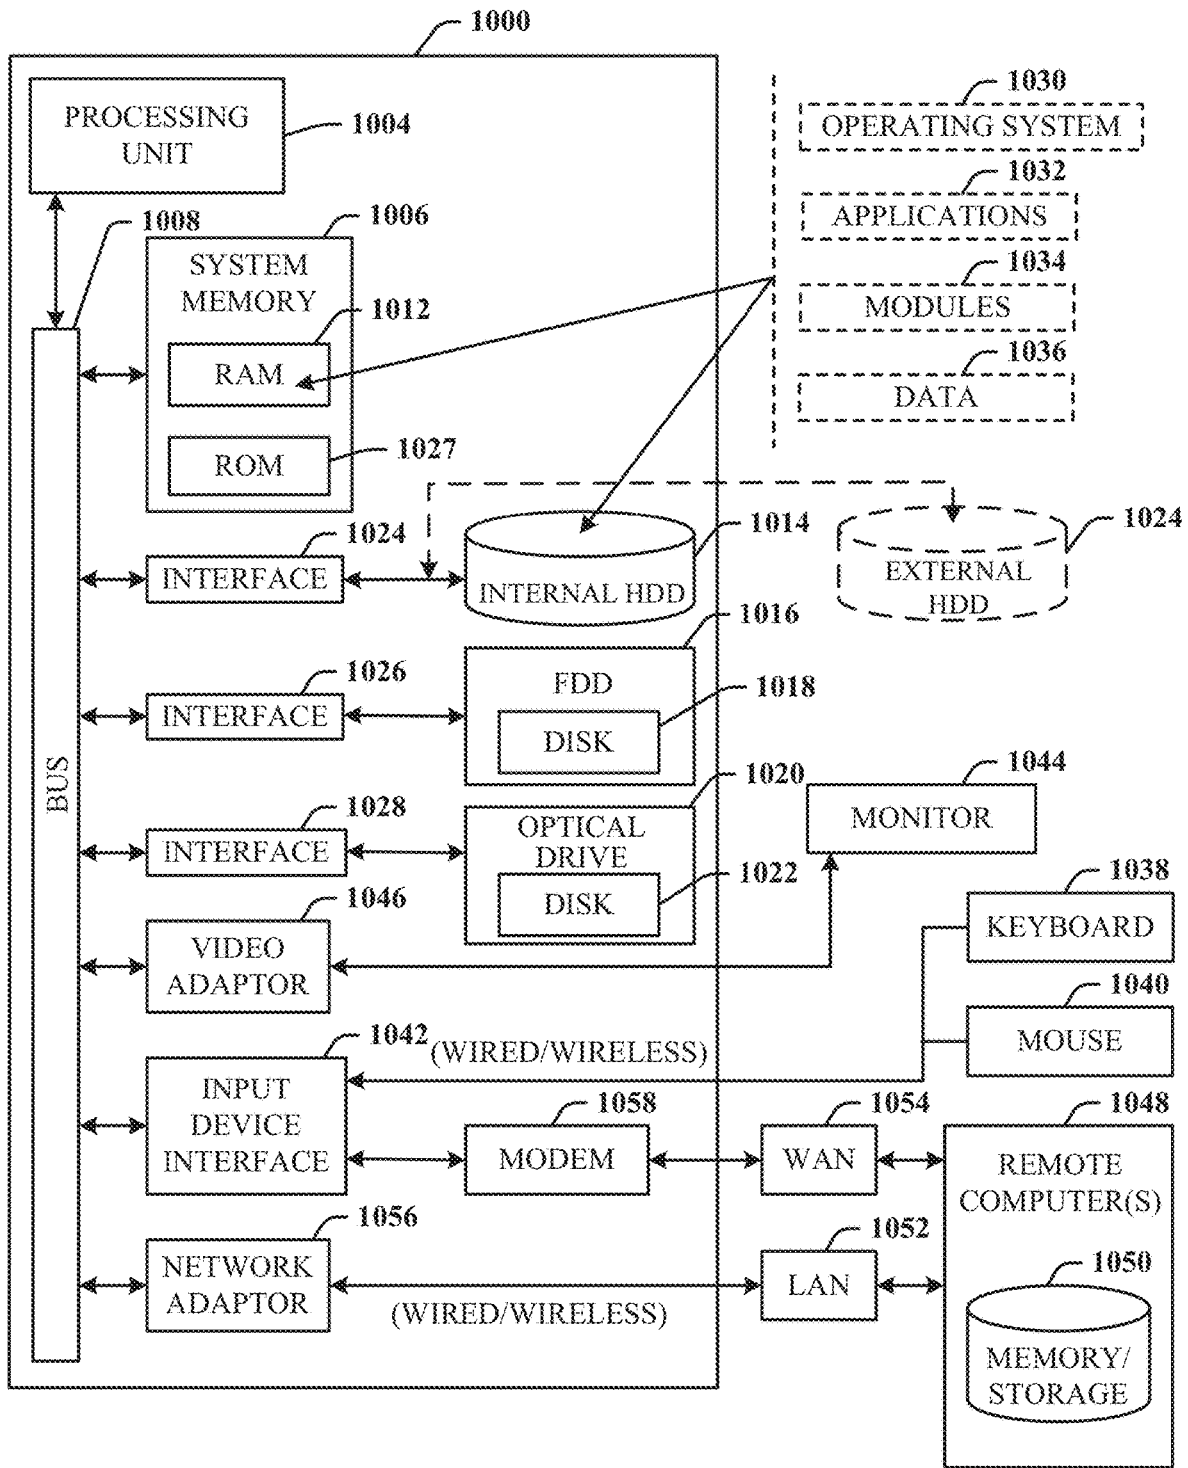 1000
PROCESSING
UNIT
1004
1030
OPERATING SYSTEM
1032
APPLICATIONS
1034
MODULES
1036
DATA
1008
1006
SYSTEM
MEMORY
1012
RAM
1027
ROM
1024
INTERFACE
1014
INTERNAL HDD
1024
EXTERNAL
HDD
1026
INTERFACE
1016
FDD
1018
DISK
BUS
1028
INTERFACE
1020
OPTICAL
DRIVE
1022
DISK
1044
MONITOR
1046
VIDEO
ADAPTOR
1038
KEYBOARD
1040
MOUSE
1042
(WIRED/WIRELESS)
INPUT
DEVICE
INTERFACE
1058
MODEM
1054
WAN
1048
REMOTE
COMPUTER(S)
1056
NETWORK
ADAPTOR
(WIRED/WIRELESS)
1052
LAN
1050
MEMORY/
STORAGE